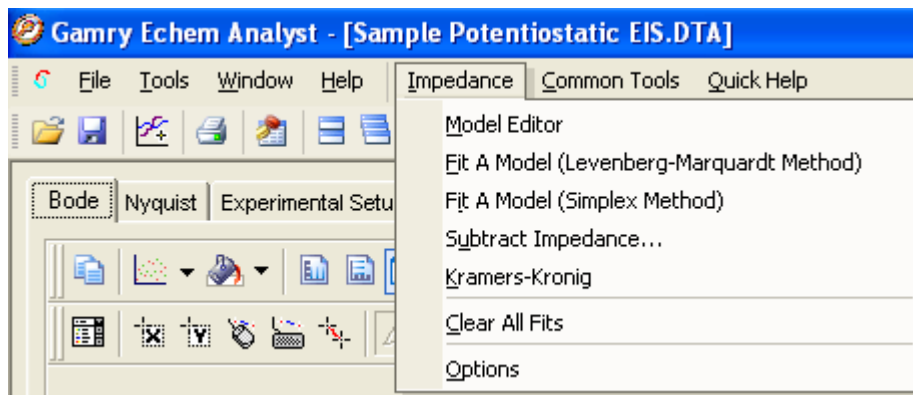 Gamry Echem Analyst - [Sample Potentiostatic EIS.DTA]
File Tools Window Help Impedance Common Tools Quick Help
Model Editor
Fit A Model (Levenberg-Marquardt Method)
Bode Nyquist Experimental Setu
Fit A Model (Simplex Method)
Subtract Impedance...
Kramers-Kronig
Clear All Fits
Options